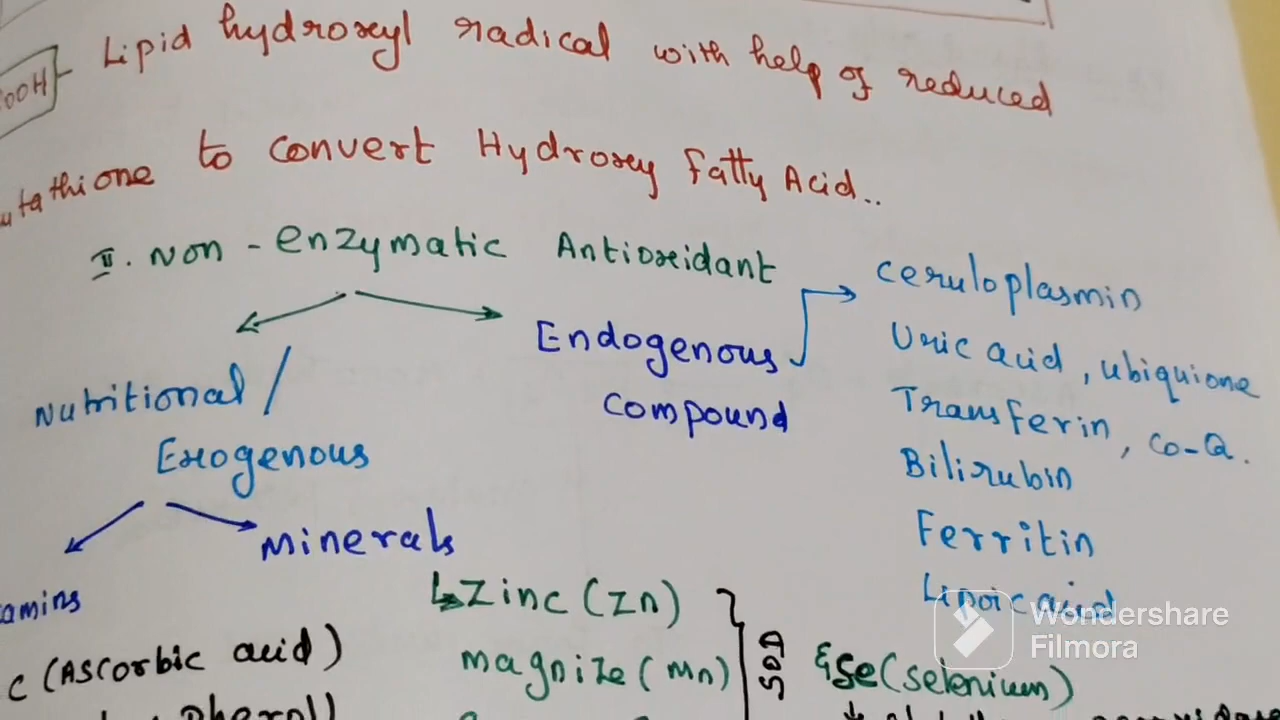 OOH - Lipid hydroxyl radical with help of reduced
utathione to convert Hydroxy Fatty Acid..
II. Non-enzymatic Antioxidant
Nutritional/
Exogenous
Endogenous
Compound
Ceruloplasmin
Uric acid, ubiquione
Transferin, Co-Q.
Bilirubin
Ferritin
Lipoic acid
amins
Minerals
C (Ascorbic acid)
Zinc (Zn)
magnize (Mn)
SOD
& Se (selenium)
Wondershare
Filmora